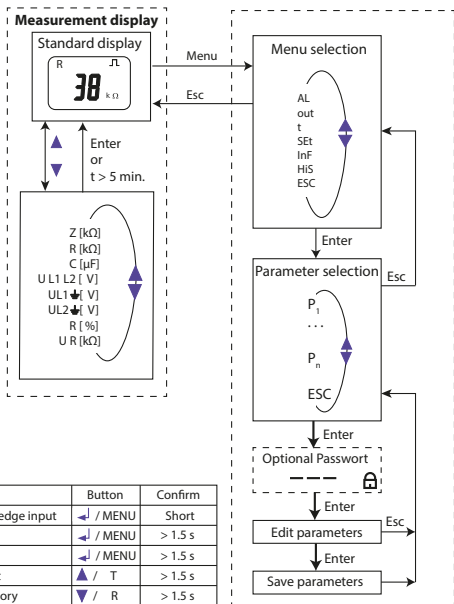 Measurement display
Standard display
R
38 k Ω
Menu
Esc
Enter
or
t > 5 min.
Z [kΩ]
R [kΩ]
C [µF]
U L1 L2 [ V]
UL1⏚[ V]
UL2⏚[ V]
R [ %]
U R [kΩ]
Menu selection
AL
out
t
SEt
InF
HiS
ESC
Enter
Parameter selection
Esc
P1
...
Pn
ESC
Enter
Optional Passwort
Enter
Edit parameters
Esc
Enter
Save parameters
Button Confirm
edge input ↲ / MENU Short
↲ / MENU > 1.5 s
↲ / MENU > 1.5 s
▲ / T > 1.5 s
ory ▼ / R > 1.5 s